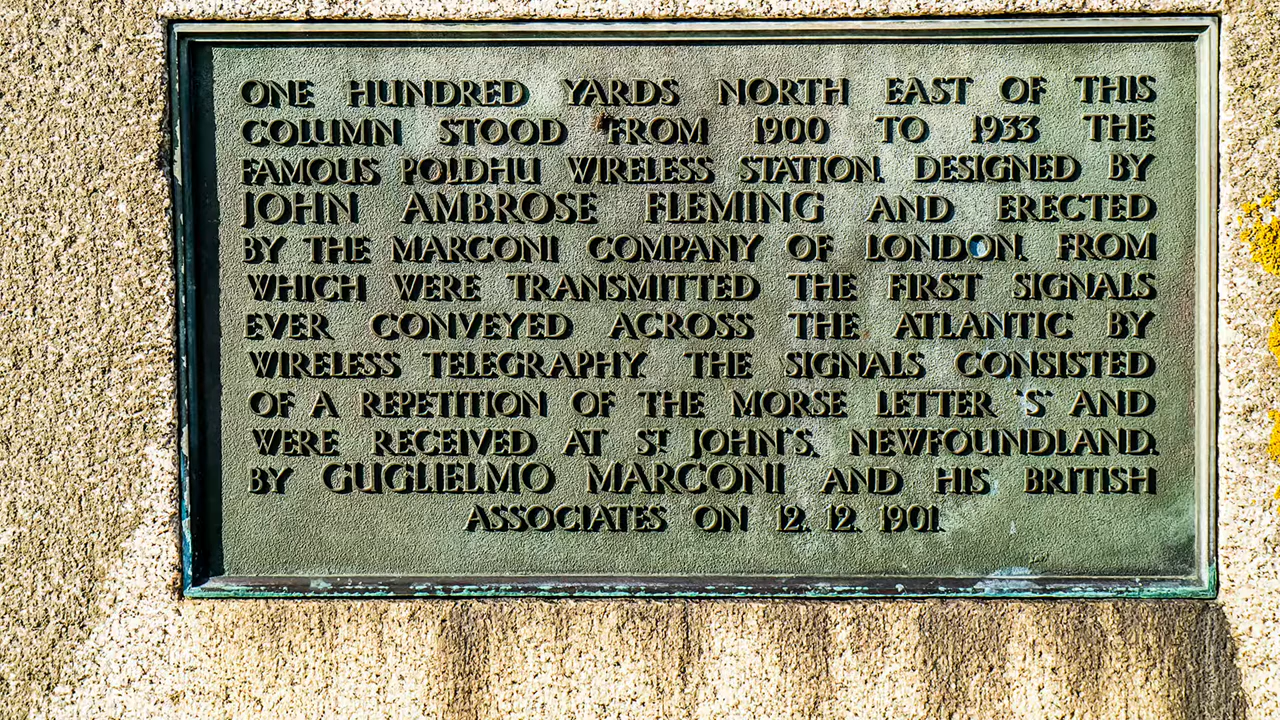 ONE HUNDRED YARDS NORTH EAST OF THIS
COLUMN STOOD FROM 1900 TO 1933 THE
FAMOUS POLDHU WIRELESS STATION, DESIGNED BY
JOHN AMBROSE FLEMING AND ERECTED
BY THE MARCONI COMPANY OF LONDON, FROM
WHICH WERE TRANSMITTED THE FIRST SIGNALS
EVER CONVEYED ACROSS THE ATLANTIC BY
WIRELESS TELEGRAPHY. THE SIGNALS CONSISTED
OF A REPETITION OF THE MORSE LETTER 'S' AND
WERE RECEIVED AT ST JOHN'S, NEWFOUNDLAND,
BY GUGLIELMO MARCONI AND HIS BRITISH
ASSOCIATES ON 12. 12. 1901.